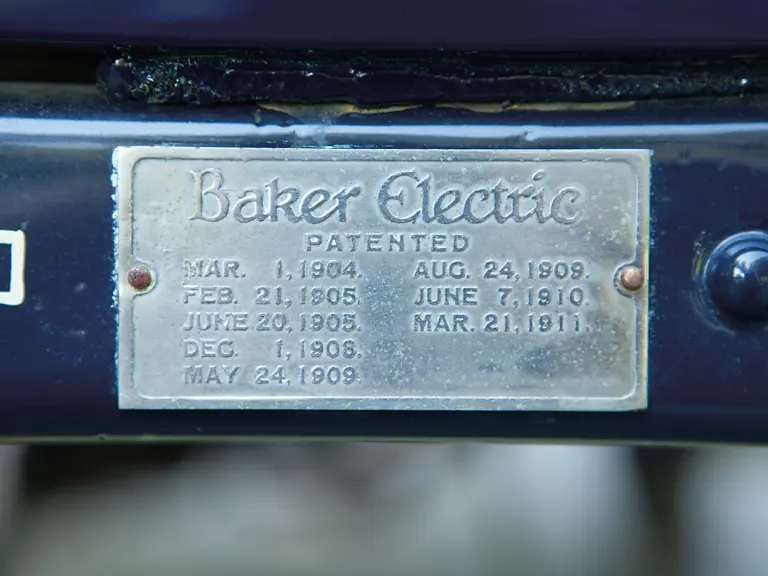 Baker Electric
PATENTED
MAR. 1, 1904.
FEB. 21, 1905.
JUNE 20, 1905.
DEC. 1, 1908.
MAY 24, 1909.
AUG. 24, 1909.
JUNE 7, 1910.
MAR. 21, 1911.